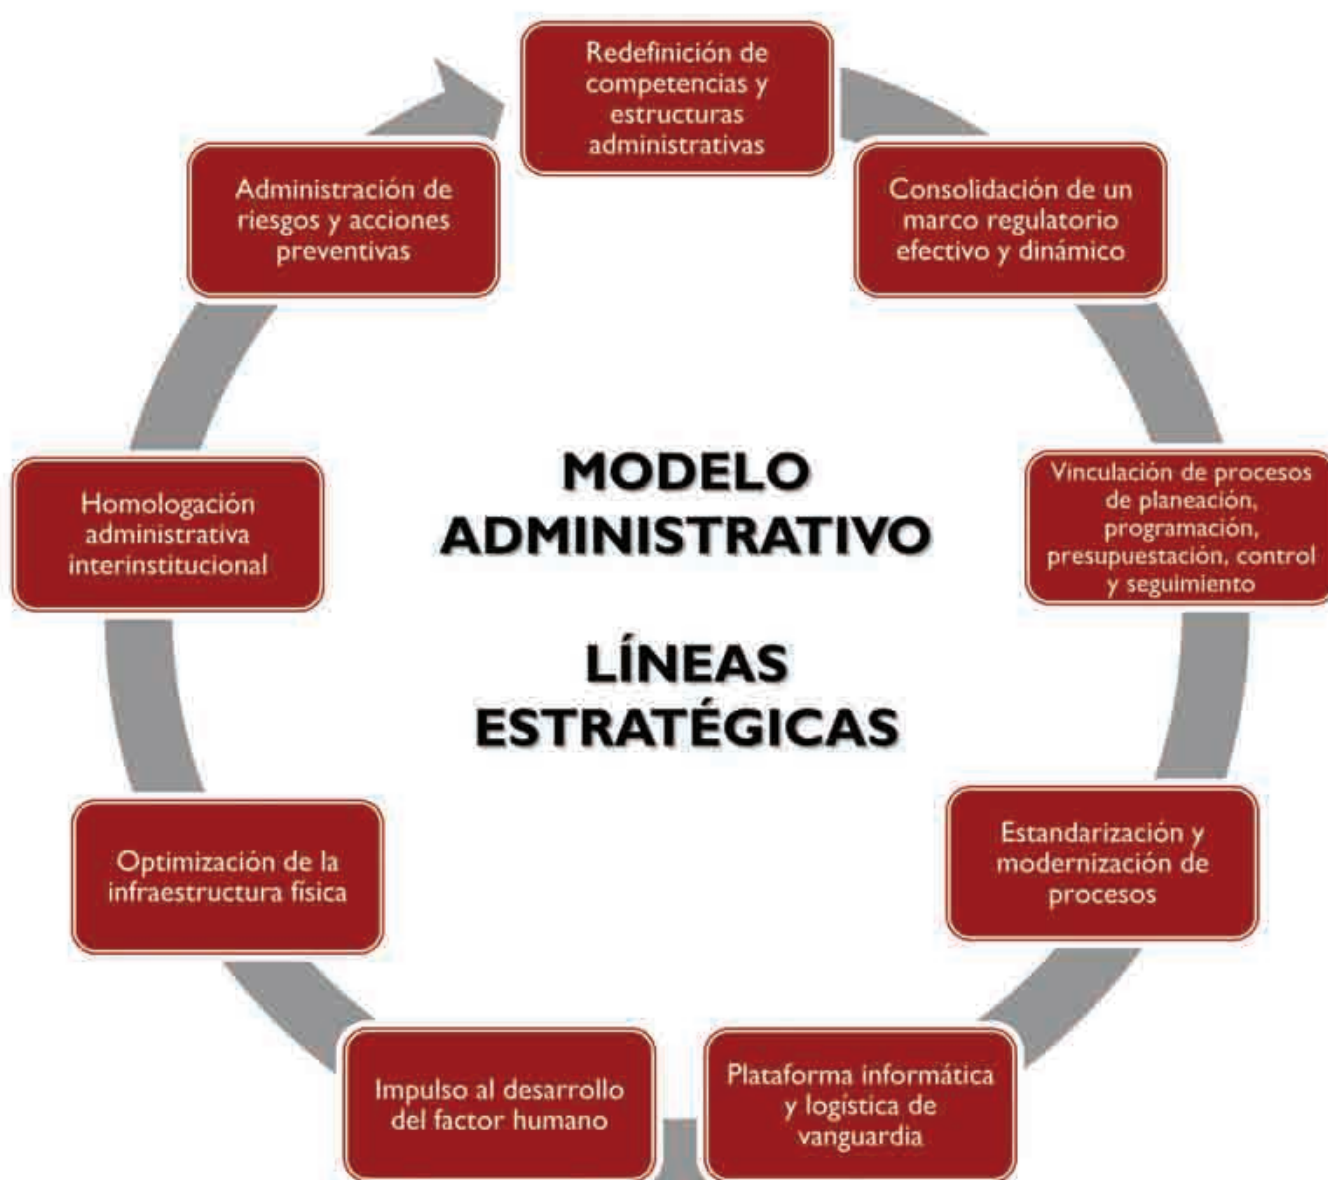 Redefinición de
competencias y
estructuras
administrativas
Consolidación de un
marco regulatorio
efectivo y dinámico
Vinculación de procesos
de planeación,
programación,
presupuestación, control
y seguimiento
Estandarización y
modernización de
procesos
Plataforma informática
y logística de
vanguardia
Impulso al desarrollo
del factor humano
Optimización de la
infraestructura física
Homologación
administrativa
interinstitucional
Administración de
riesgos y acciones
preventivas
MODELO
ADMINISTRATIVO
LÍNEAS
ESTRATÉGICAS